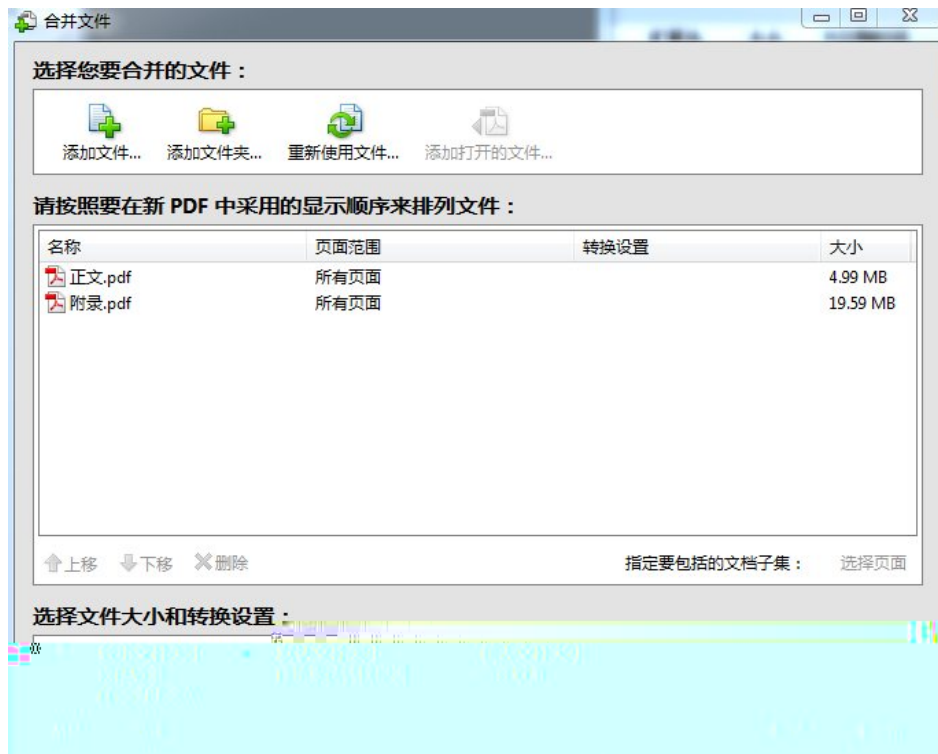 合并文件
选择您要合并的文件：
添加文件... 添加文件夹... 重新使用文件... 添加打开的文件...
请按照要在新 PDF 中采用的显示顺序来排列文件：
名称 页面范围 转换设置 大小
正文.pdf 所有页面 4.99 MB
附录.pdf 所有页面 19.59 MB
上移 下移 删除 指定要包括的文档子集： 选择页面
选择文件大小和转换设置：